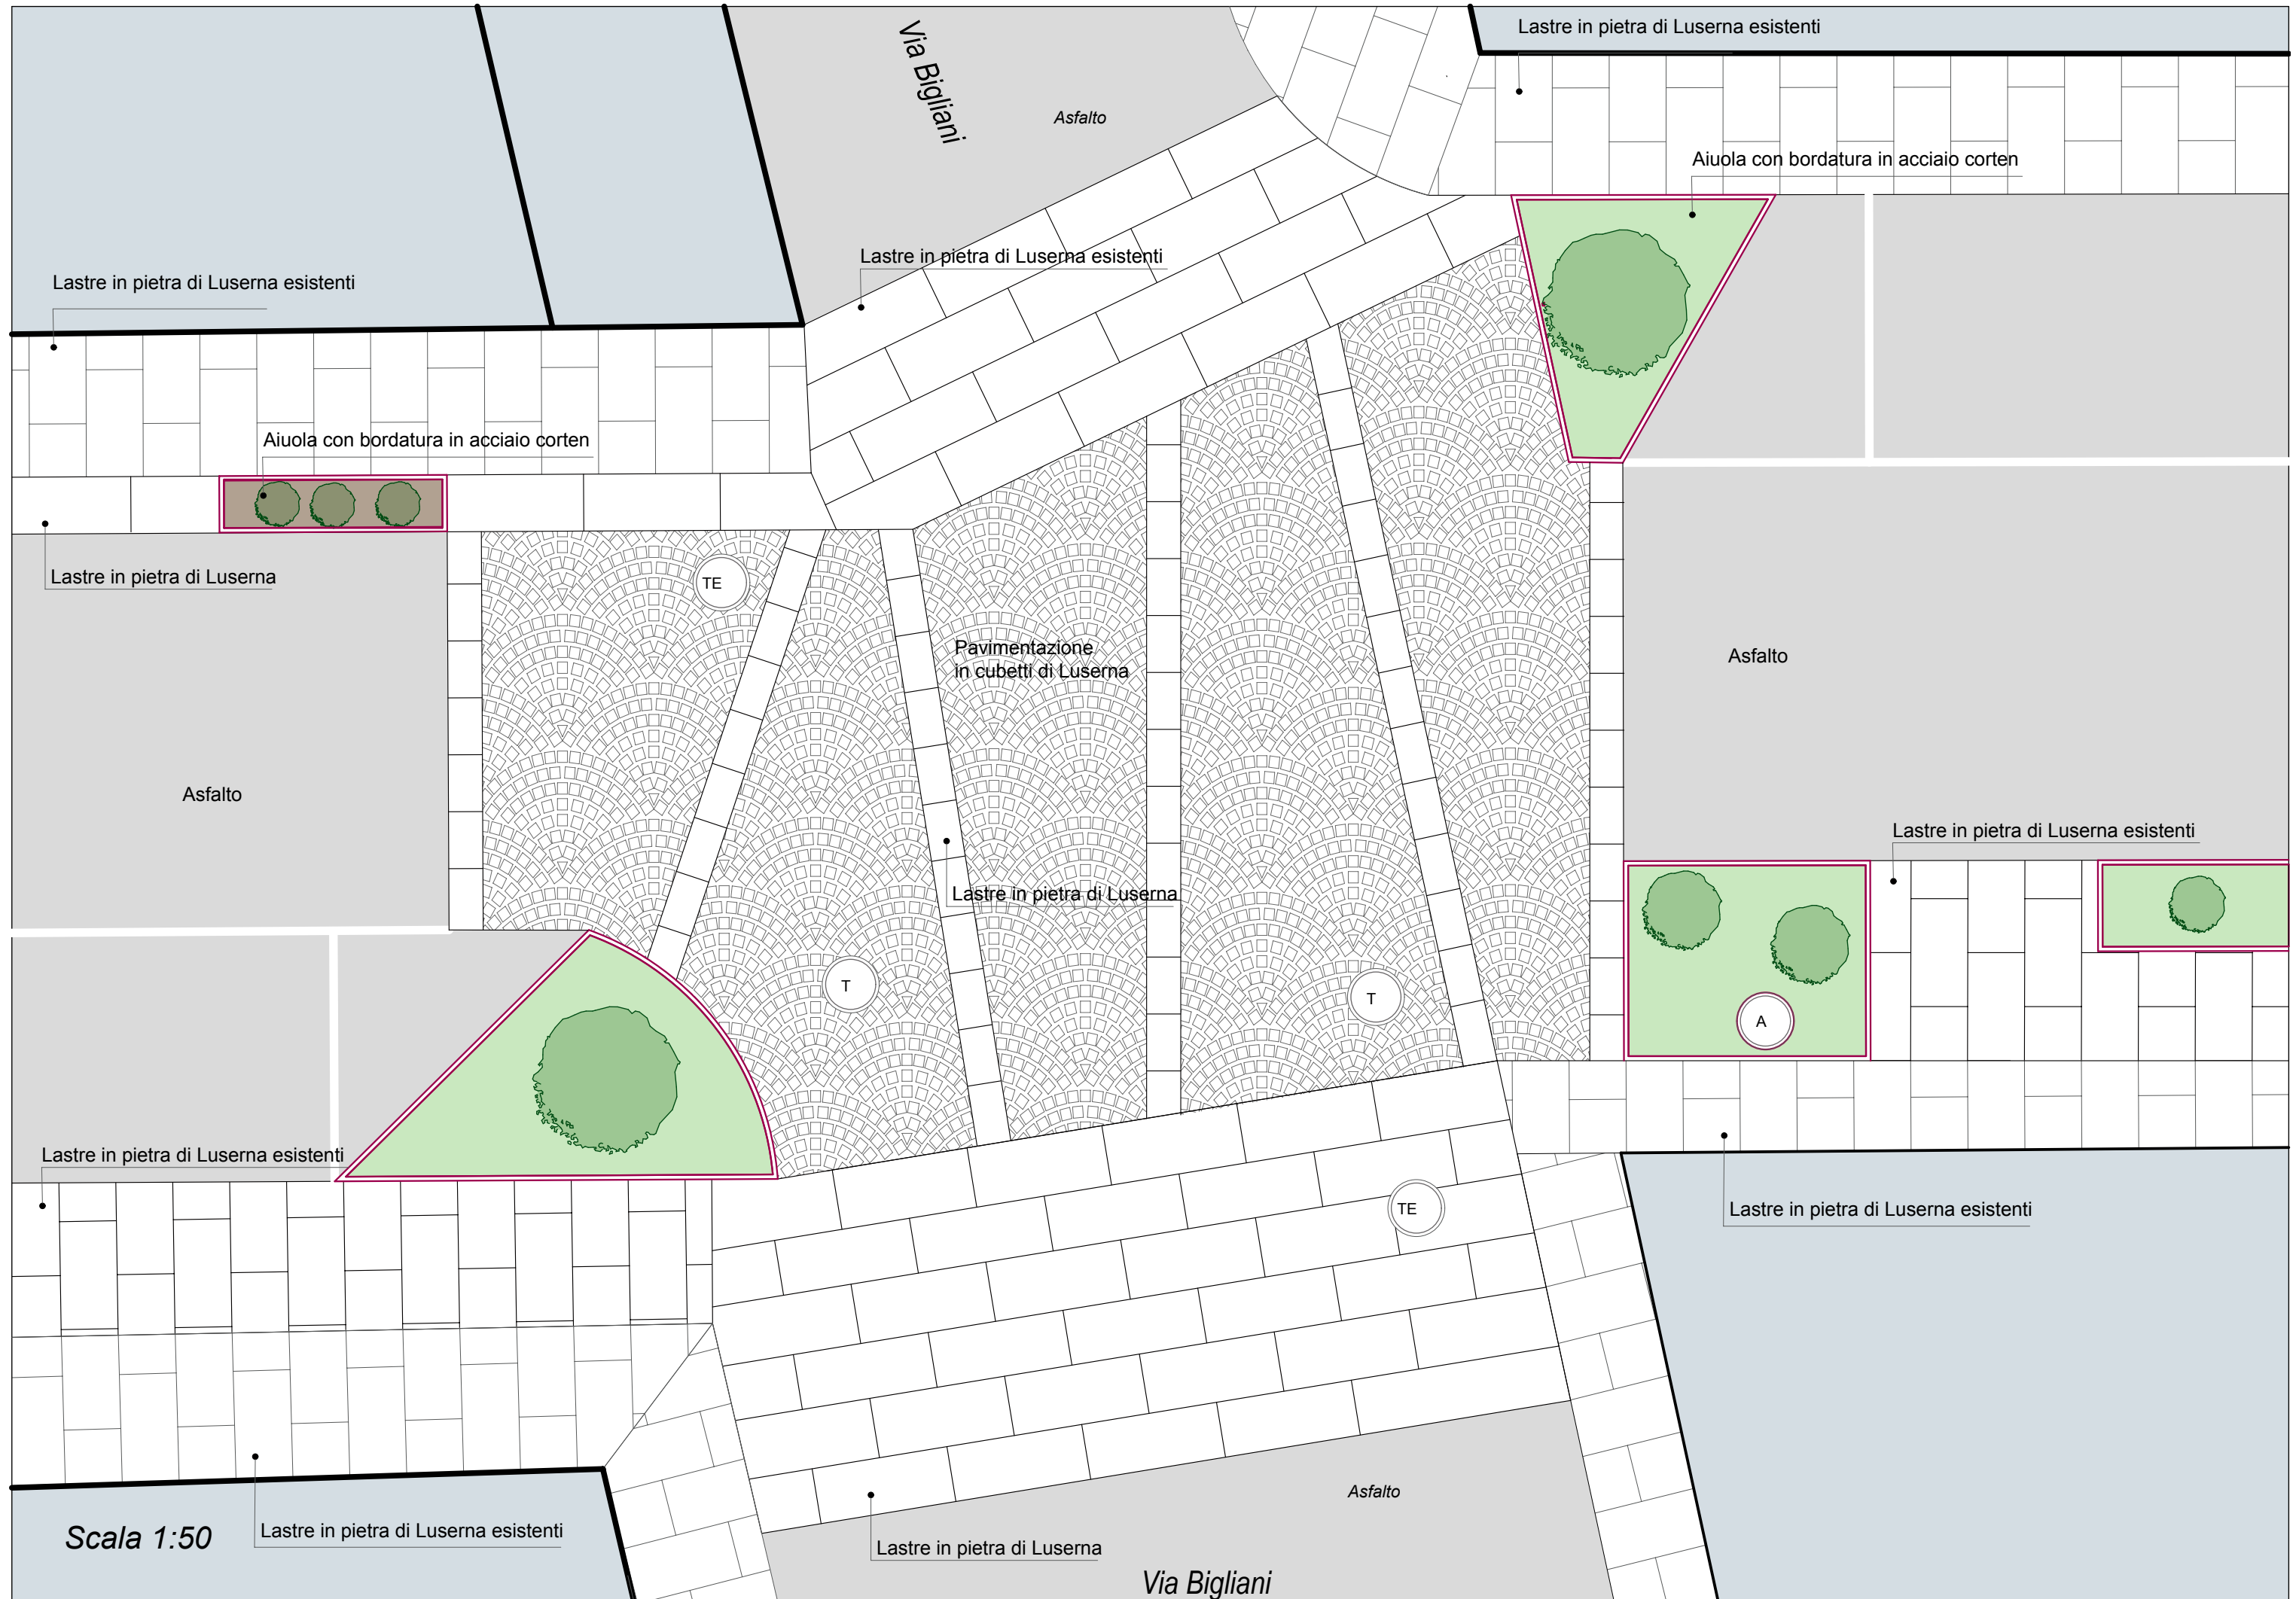 Lastre in pietra di Luserna esistenti
Via Bigliani
Asfalto
Aiuola con bordatura in acciaio corten
Lastre in pietra di Luserna esistenti
Lastre in pietra di Luserna esistenti
Aiuola con bordatura in acciaio corten
Lastre in pietra di Luserna
TE
Pavimentazione
in cubetti di Luserna
Asfalto
Asfalto
Lastre in pietra di Luserna esistenti
Lastre in pietra di Luserna
T
T
A
Lastre in pietra di Luserna esistenti
TE
Lastre in pietra di Luserna esistenti
Asfalto
Scala 1:50
Lastre in pietra di Luserna esistenti
Lastre in pietra di Luserna
Via Bigliani